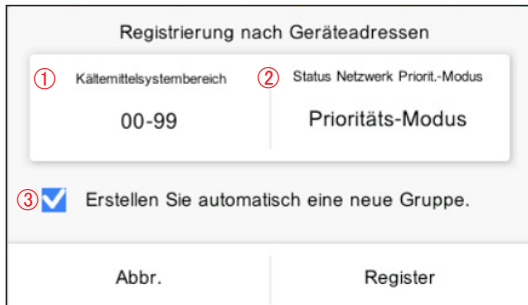 Registrierung nach Geräteadressen
① Kältemittelsystembereich ② Status Netzwerk Priorit.-Modus
00-99 Prioritäts-Modus
③ Erstellen Sie automatisch eine neue Gruppe.
Abbr. Register